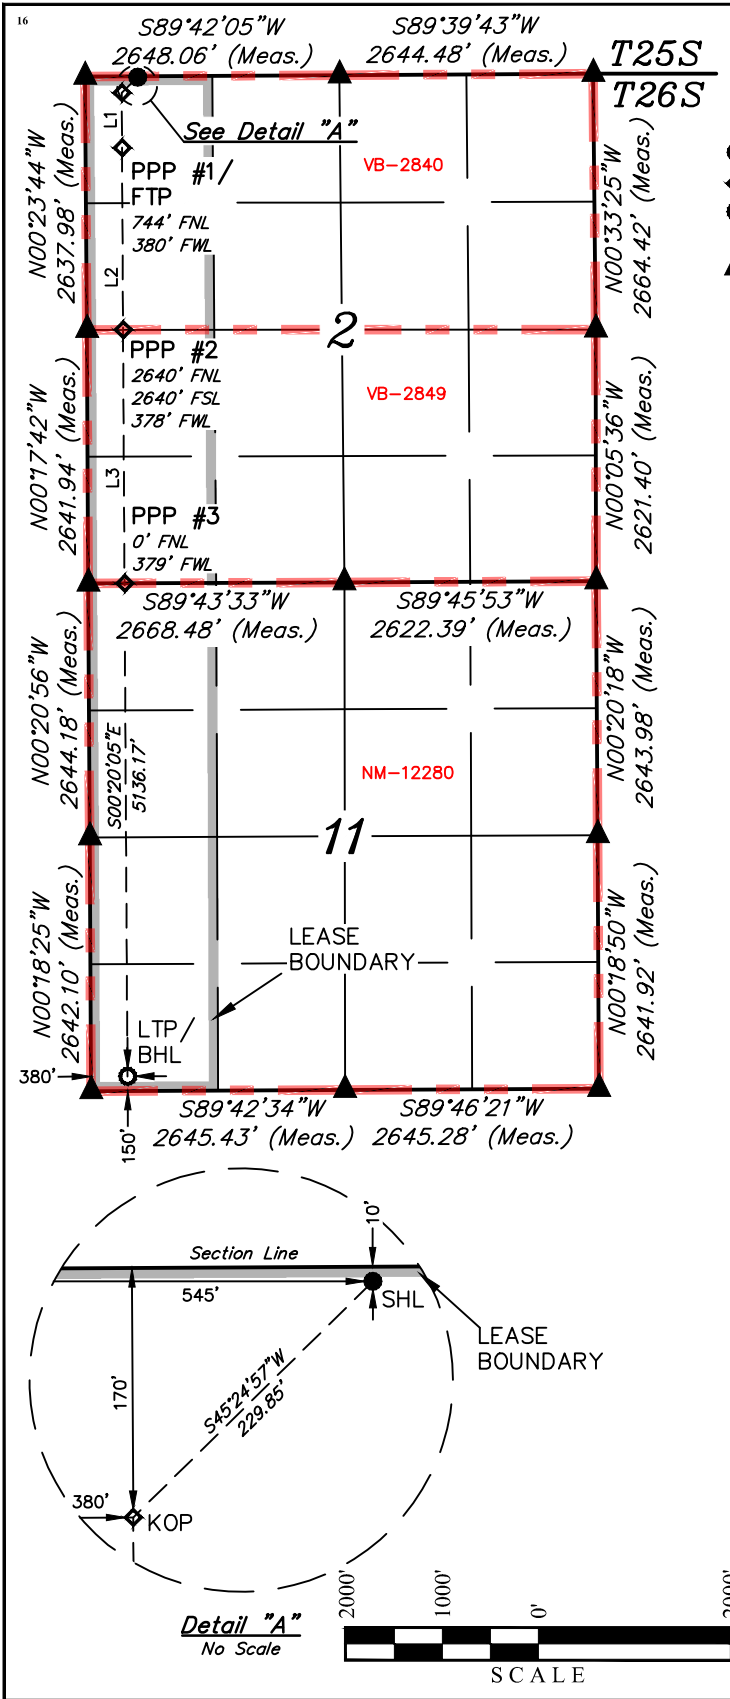 16
S89°42'05"W
2648.06' (Meas.)
S89°39'43"W
2644.48' (Meas.)
T25S
T26S
N00°23'44"W
2637.98' (Meas.)
L1
See Detail "A"
PPP #1/
FTP
744' FNL
380' FWL
VB-2840
N00°33'25"W
2664.42' (Meas.)
L2
2
PPP #2
2640' FNL
2640' FSL
378' FWL
VB-2849
N00°17'42"W
2641.94' (Meas.)
N00°05'36"W
2621.40' (Meas.)
L3
PPP #3
0' FNL
379' FWL
S89°43'33"W
2668.48' (Meas.)
S89°45'53"W
2622.39' (Meas.)
N00°20'56"W
2644.18' (Meas.)
S00°20'05"E
5136.17'
NM-12280
N00°20'18"W
2643.98' (Meas.)
11
N00°18'25"W
2642.10' (Meas.)
LEASE
BOUNDARY
N00°18'50"W
2641.92' (Meas.)
LTP/
BHL
380'
150'
S89°42'34"W
2645.43' (Meas.)
S89°46'21"W
2645.28' (Meas.)
10'
Section Line
545'
SHL
LEASE
BOUNDARY
170'
S45°24'57"W
229.85'
380'
KOP
Detail "A"
No Scale
2000'
1000'
0'
2000'
SCALE